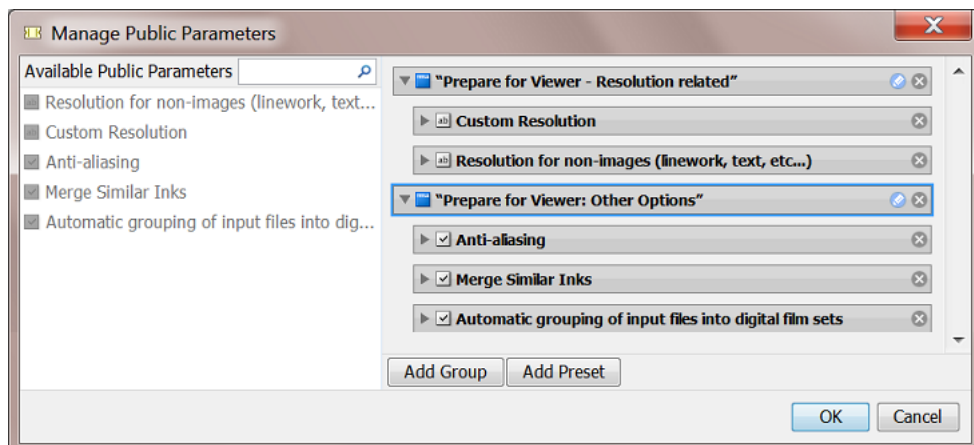 Manage Public Parameters
Available Public Parameters
Resolution for non-images (linework, text...
Custom Resolution
Anti-aliasing
Merge Similar Inks
Automatic grouping of input files into dig...
“Prepare for Viewer - Resolution related”
ab Custom Resolution
ab Resolution for non-images (linework, text, etc...)
“Prepare for Viewer: Other Options”
Anti-aliasing
Merge Similar Inks
Automatic grouping of input files into digital film sets
Add Group Add Preset
OK Cancel